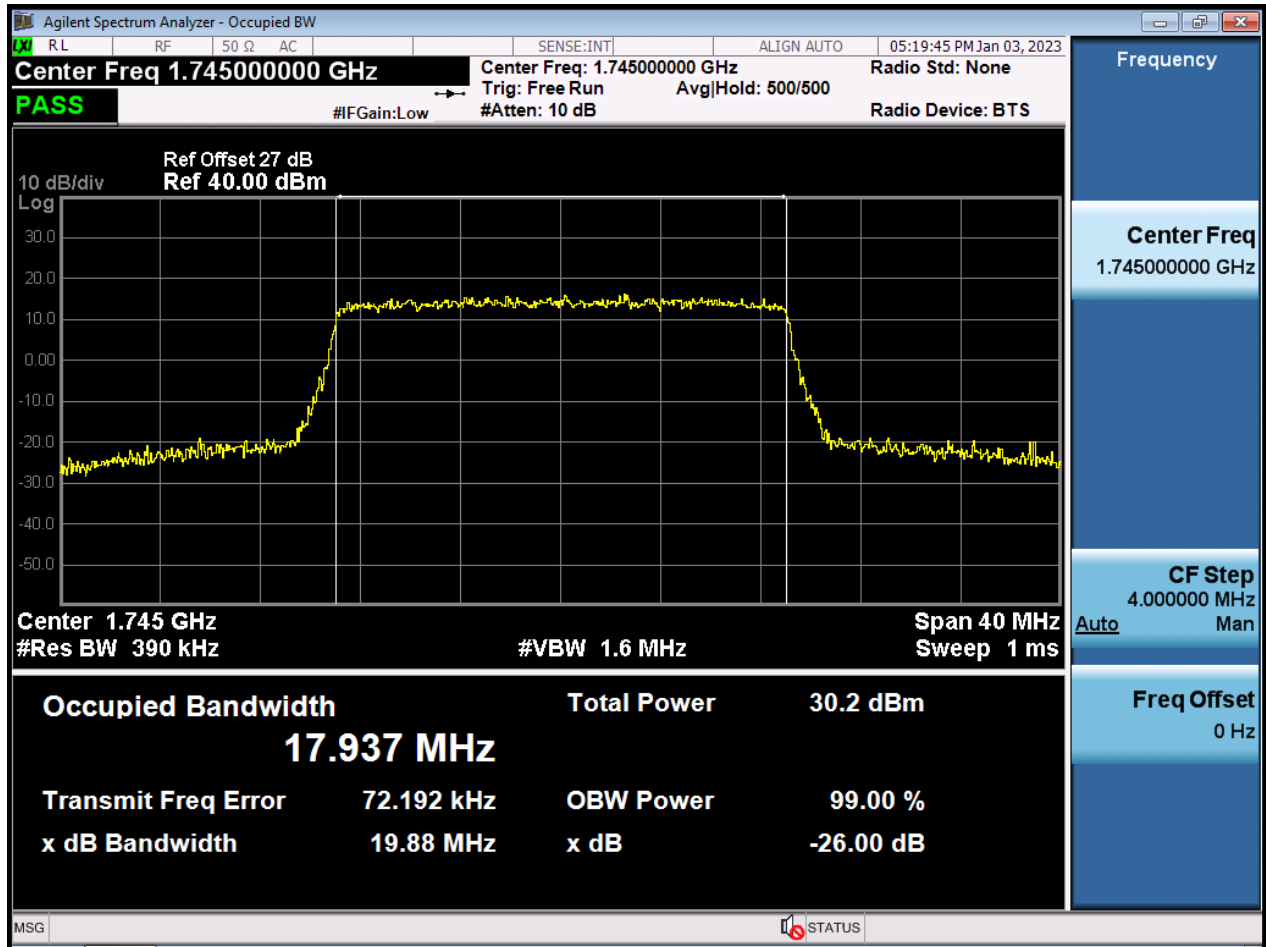 Agilent Spectrum Analyzer - Occupied BW
LXI RL RF 50 Ω AC SENSE:INT ALIGN AUTO 05:19:45 PM Jan 03, 2023
Center Freq 1.745000000 GHz
PASS
#IFGain:Low
Center Freq: 1.745000000 GHz
Trig: Free Run Avg|Hold: 500/500
#Atten: 10 dB
Radio Std: None
Radio Device: BTS
Ref Offset 27 dB
10 dB/div Ref 40.00 dBm
Log
30.0
20.0
10.0
0.00
-10.0
-20.0
-30.0
-40.0
-50.0
Center 1.745 GHz Span 40 MHz
#Res BW 390 kHz #VBW 1.6 MHz Sweep 1 ms
Occupied Bandwidth Total Power 30.2 dBm
17.937 MHz
Transmit Freq Error 72.192 kHz OBW Power 99.00 %
x dB Bandwidth 19.88 MHz x dB -26.00 dB
Frequency
Center Freq
1.745000000 GHz
CF Step
4.000000 MHz
Auto Man
Freq Offset
0 Hz
MSG STATUS